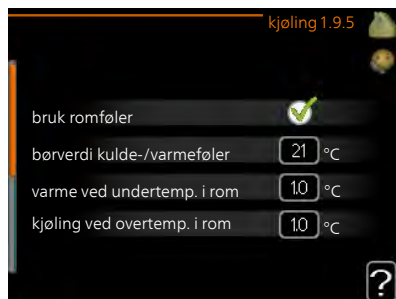 kjøling 1.9.5
bruk romføler
børverdi kulde-/varmeføler 21 °C
varme ved undertemp. i rom 1.0 °C
kjøling ved overtemp. i rom 1.0 °C
?